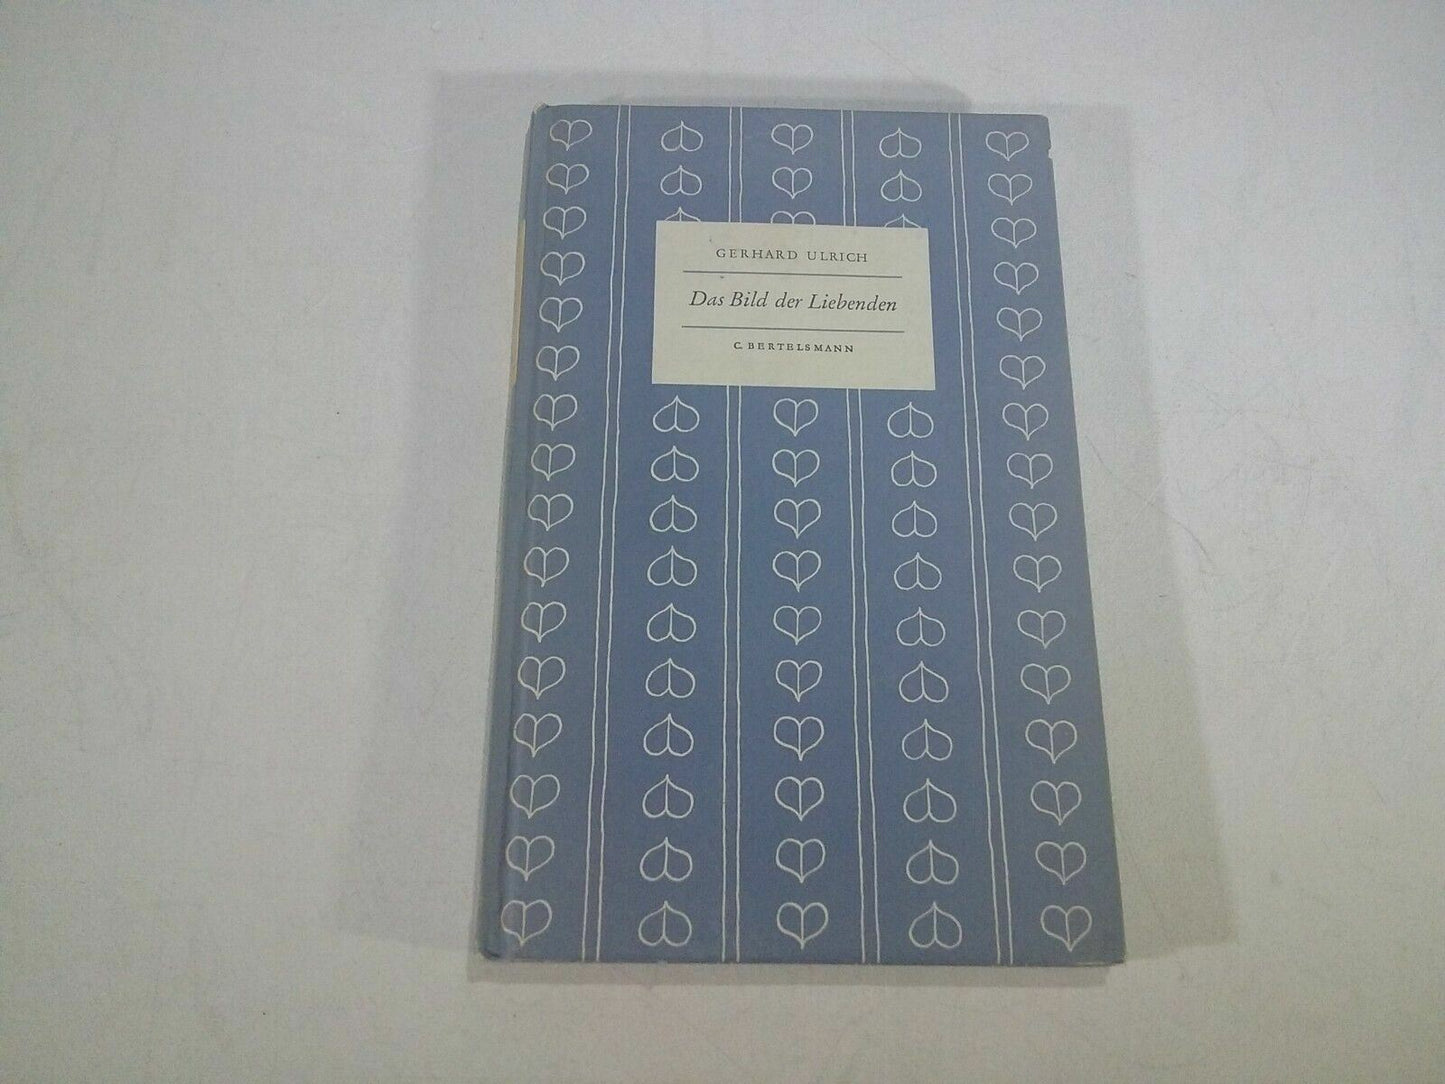 GERHARD ULRICH
Das Bild der Liebenden
C. BERTELSMANN